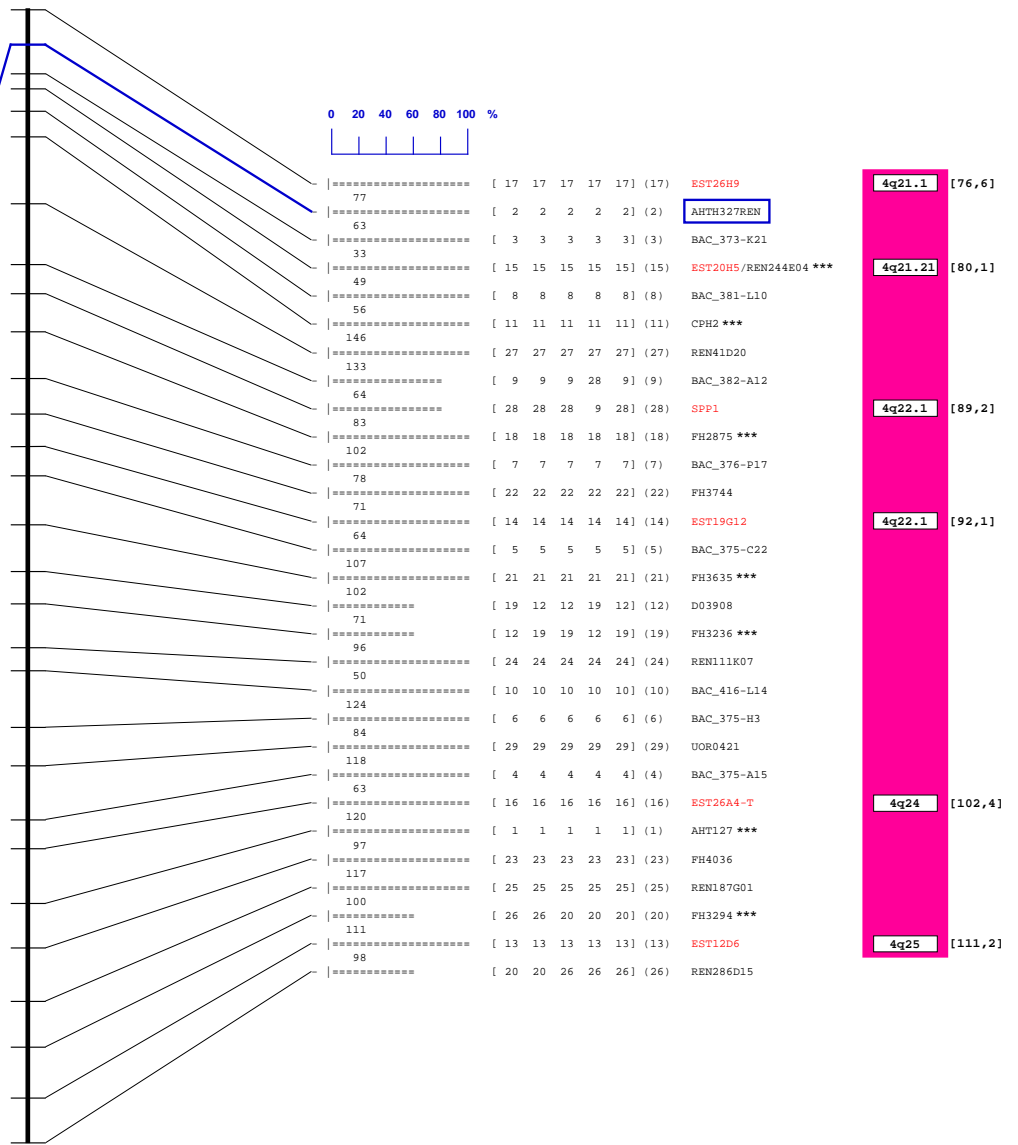 0 20 40 60 80 100 %
|==================== [ 17 17 17 17 17] (17) EST26H9 4q21.1 [76,6]
77
|==================== [ 2 2 2 2 2] (2) AHTH327REN
63
|==================== [ 3 3 3 3 3] (3) BAC_373-K21
33
|==================== [ 15 15 15 15 15] (15) EST20H5/REN244E04 *** 4q21.21 [80,1]
49
|==================== [ 8 8 8 8 8] (8) BAC_381-L10
56
|==================== [ 11 11 11 11 11] (11) CPH2 ***
146
|==================== [ 27 27 27 27 27] (27) REN41D20
133
|================ [ 9 9 9 28 9] (9) BAC_382-A12
64
|================ [ 28 28 28 9 28] (28) SPP1 4q22.1 [89,2]
83
|==================== [ 18 18 18 18 18] (18) FH2875 ***
102
|==================== [ 7 7 7 7 7] (7) BAC_376-P17
78
|==================== [ 22 22 22 22 22] (22) FH3744
71
|==================== [ 14 14 14 14 14] (14) EST19G12 4q22.1 [92,1]
64
|==================== [ 5 5 5 5 5] (5) BAC_375-C22
107
|==================== [ 21 21 21 21 21] (21) FH3635 ***
102
|============ [ 19 12 12 19 12] (12) D03908
71
|============ [ 12 19 19 12 19] (19) FH3236 ***
96
|==================== [ 24 24 24 24 24] (24) REN111K07
50
|==================== [ 10 10 10 10 10] (10) BAC_416-L14
124
|==================== [ 6 6 6 6 6] (6) BAC_375-H3
84
|==================== [ 29 29 29 29 29] (29) UOR0421
118
|==================== [ 4 4 4 4 4] (4) BAC_375-A15
63
|==================== [ 16 16 16 16 16] (16) EST26A4-T 4q24 [102,4]
120
|==================== [ 1 1 1 1 1] (1) AHT127 ***
97
|==================== [ 23 23 23 23 23] (23) FH4036
117
|==================== [ 25 25 25 25 25] (25) REN187G01
100
|============ [ 26 26 20 20 20] (20) FH3294 ***
111
|==================== [ 13 13 13 13 13] (13) EST12D6 4q25 [111,2]
98
|============ [ 20 20 26 26 26] (26) REN286D15